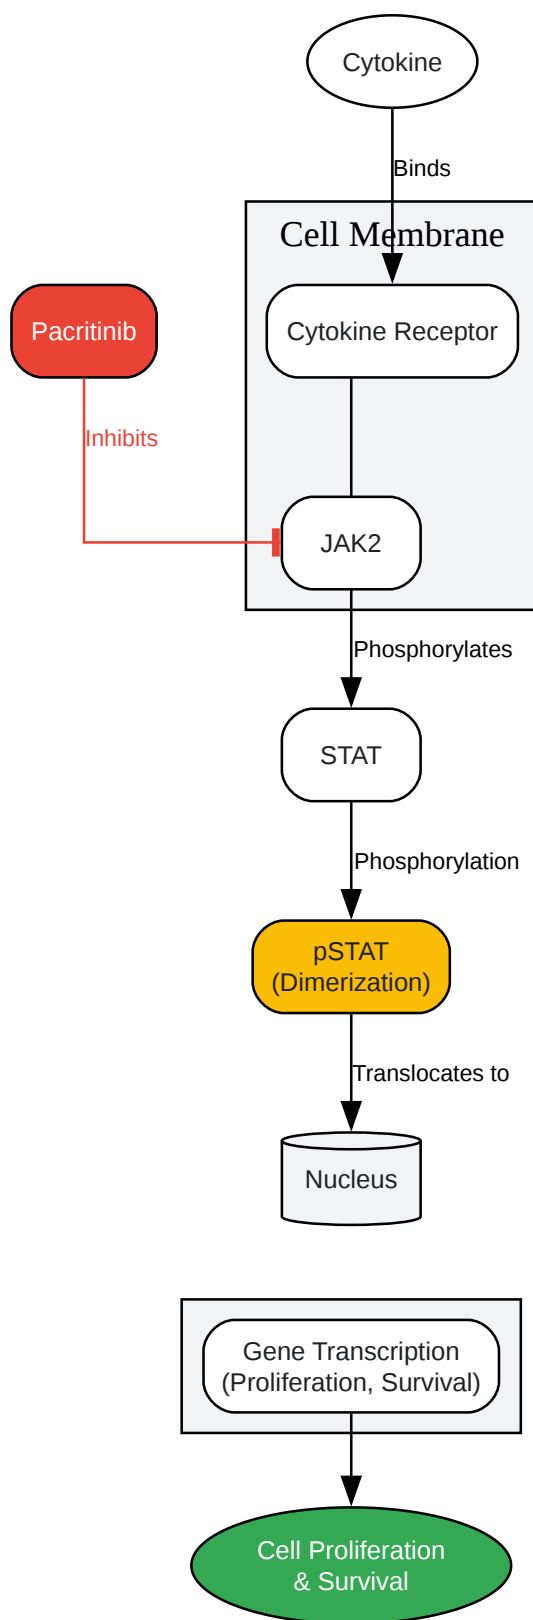 Cytokine
Binds
Cell Membrane
Pacritinib
Cytokine Receptor
Inhibits
JAK2
Phosphorylates
STAT
Phosphorylation
pSTAT
(Dimerization)
Translocates to
Nucleus
Gene Transcription
(Proliferation, Survival)
Cell Proliferation
& Survival